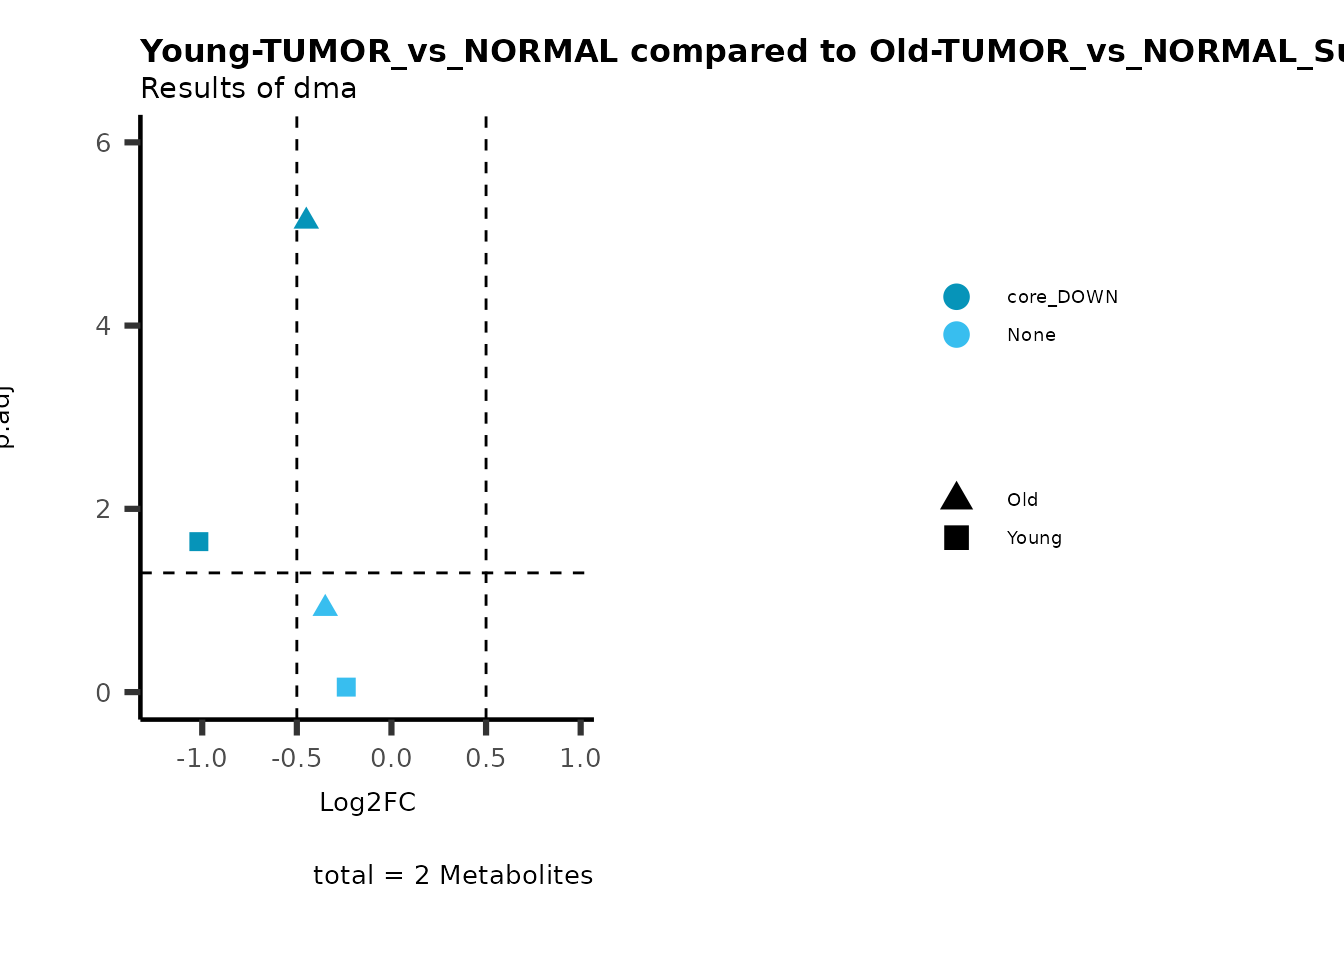 Young-TUMOR_vs_NORMAL compared to Old-TUMOR_vs_NORMAL_Su
Results of dma
6
4
2
0
p.adj
-1.0 -0.5 0.0 0.5 1.0
Log2FC
total = 2 Metabolites
core_DOWN
None
Old
Young